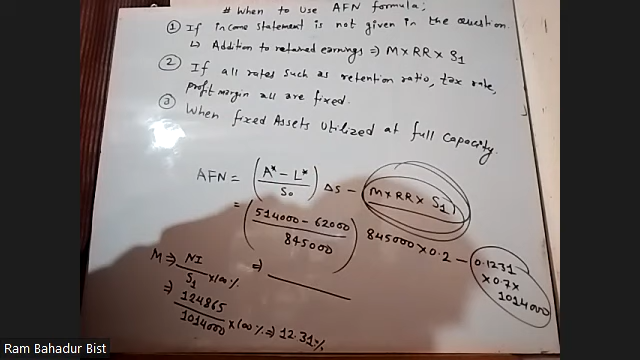 # When to Use AFN formula;
① If income statement is not given in the question.
↳ Addition to retained earnings ⇒ M×RR× S₁
② If all rates such as retention ratio, tax rate,
profit margin all are fixed.
③ When fixed Assets Utilized at full capacity.
AFN = (A* - L* / S₀) ΔS - (M×RR× S₁)
= (514000 - 62000 / 845000) 845000×0.2 - 0.1231 ×0.7× 1014000
M ⇒ NI / S₁ ×100% ⇒
⇒ 124865 / 1014000 ×100% ⇒ 12.31%
Ram Bahadur Bist